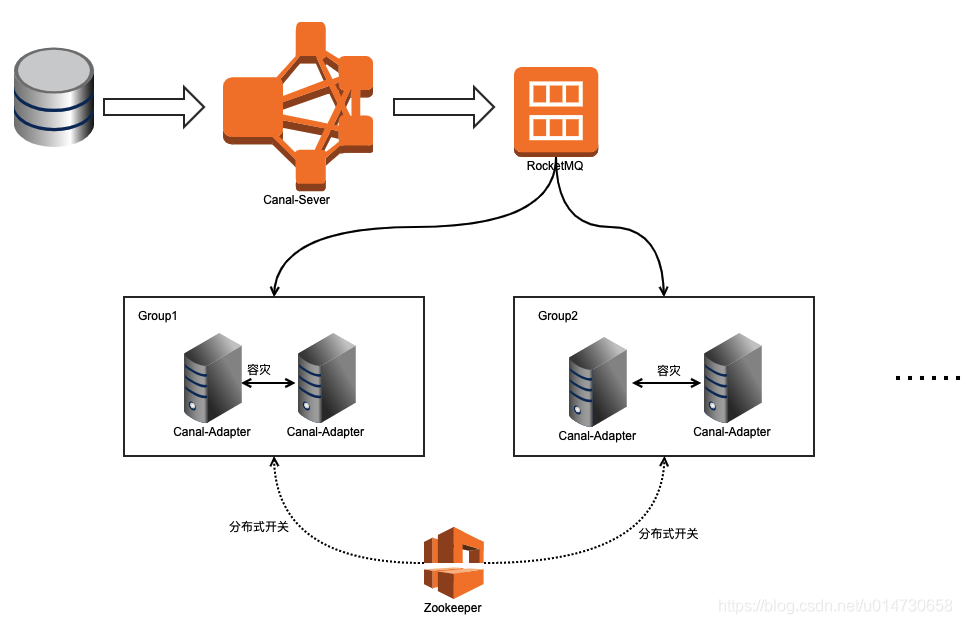 Canal-Sever
RocketMQ
Group1
容灾
Canal-Adapter
Canal-Adapter
Group2
容灾
Canal-Adapter
Canal-Adapter
......
分布式开关
分布式开关
Zookeeper
https://blog.csdn.net/u014730658